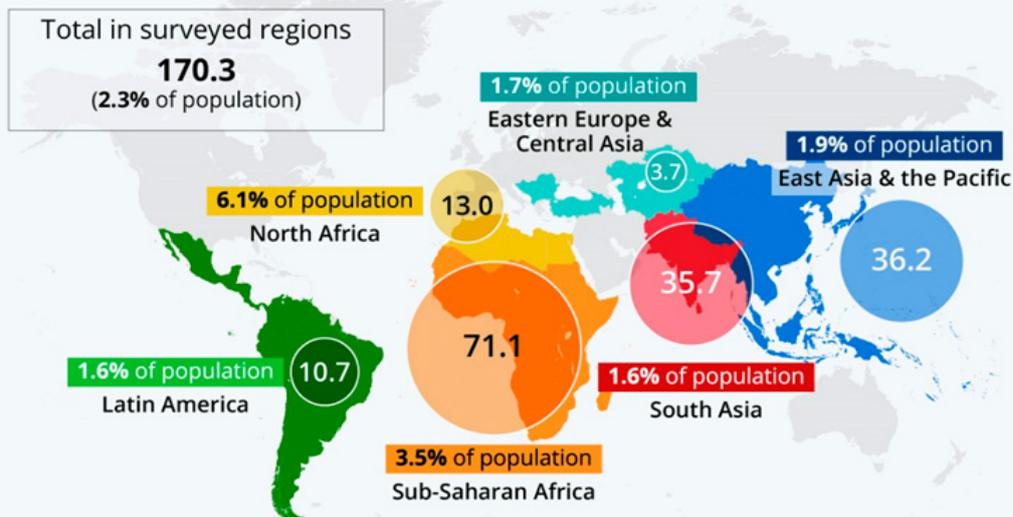 Total in surveyed regions
170.3
(2.3% of population)
1.7% of population
Eastern Europe &
Central Asia
3.7
1.9% of population
East Asia & the Pacific
36.2
6.1% of population
North Africa
13.0
35.7
1.6% of population
South Asia
71.1
3.5% of population
Sub-Saharan Africa
1.6% of population
Latin America
10.7